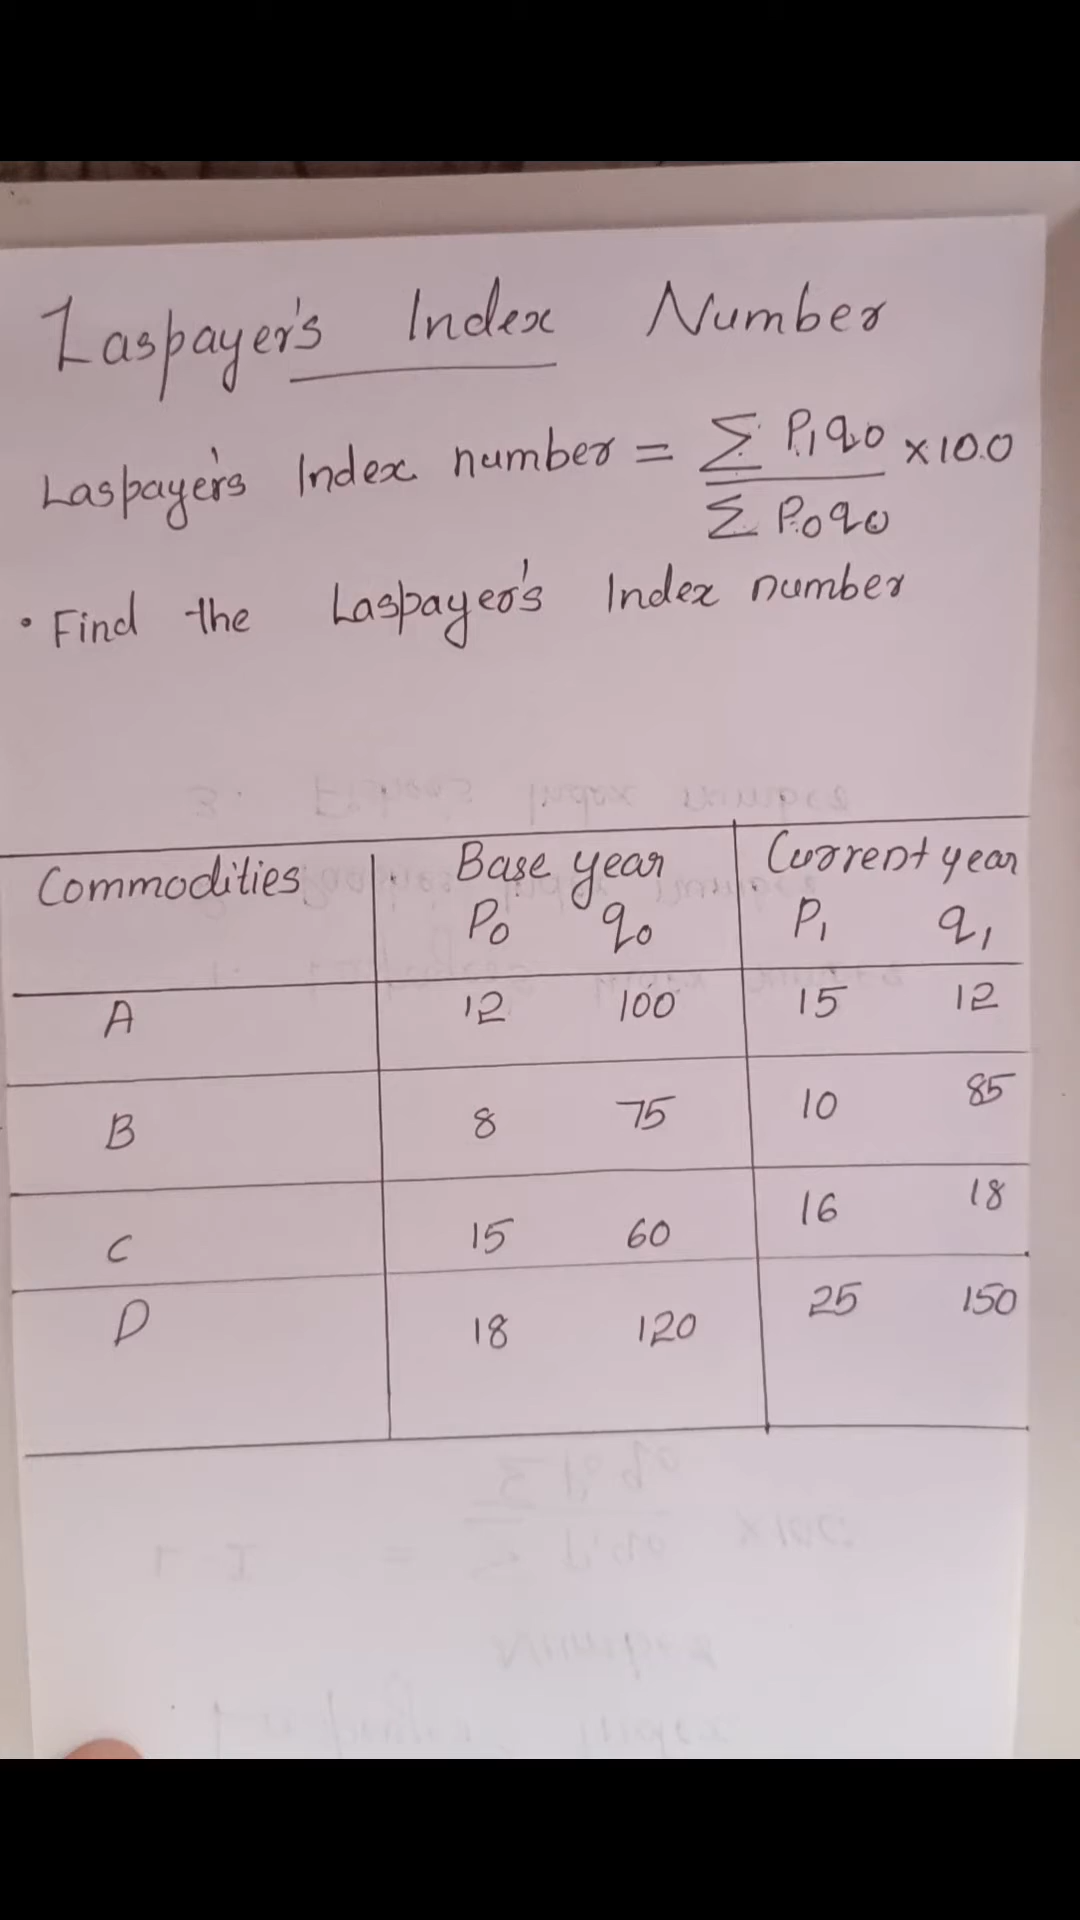 Laspayer's Index Number
Laspayer's Index number = Σ P₁q₀ / Σ P₀q₀ × 100
• Find the Laspayer's Index number
Commodities Base year Current year
P₀ q₀ P₁ q₁
A 12 100 15 12
B 8 75 10 85
C 15 60 16 18
D 18 120 25 150